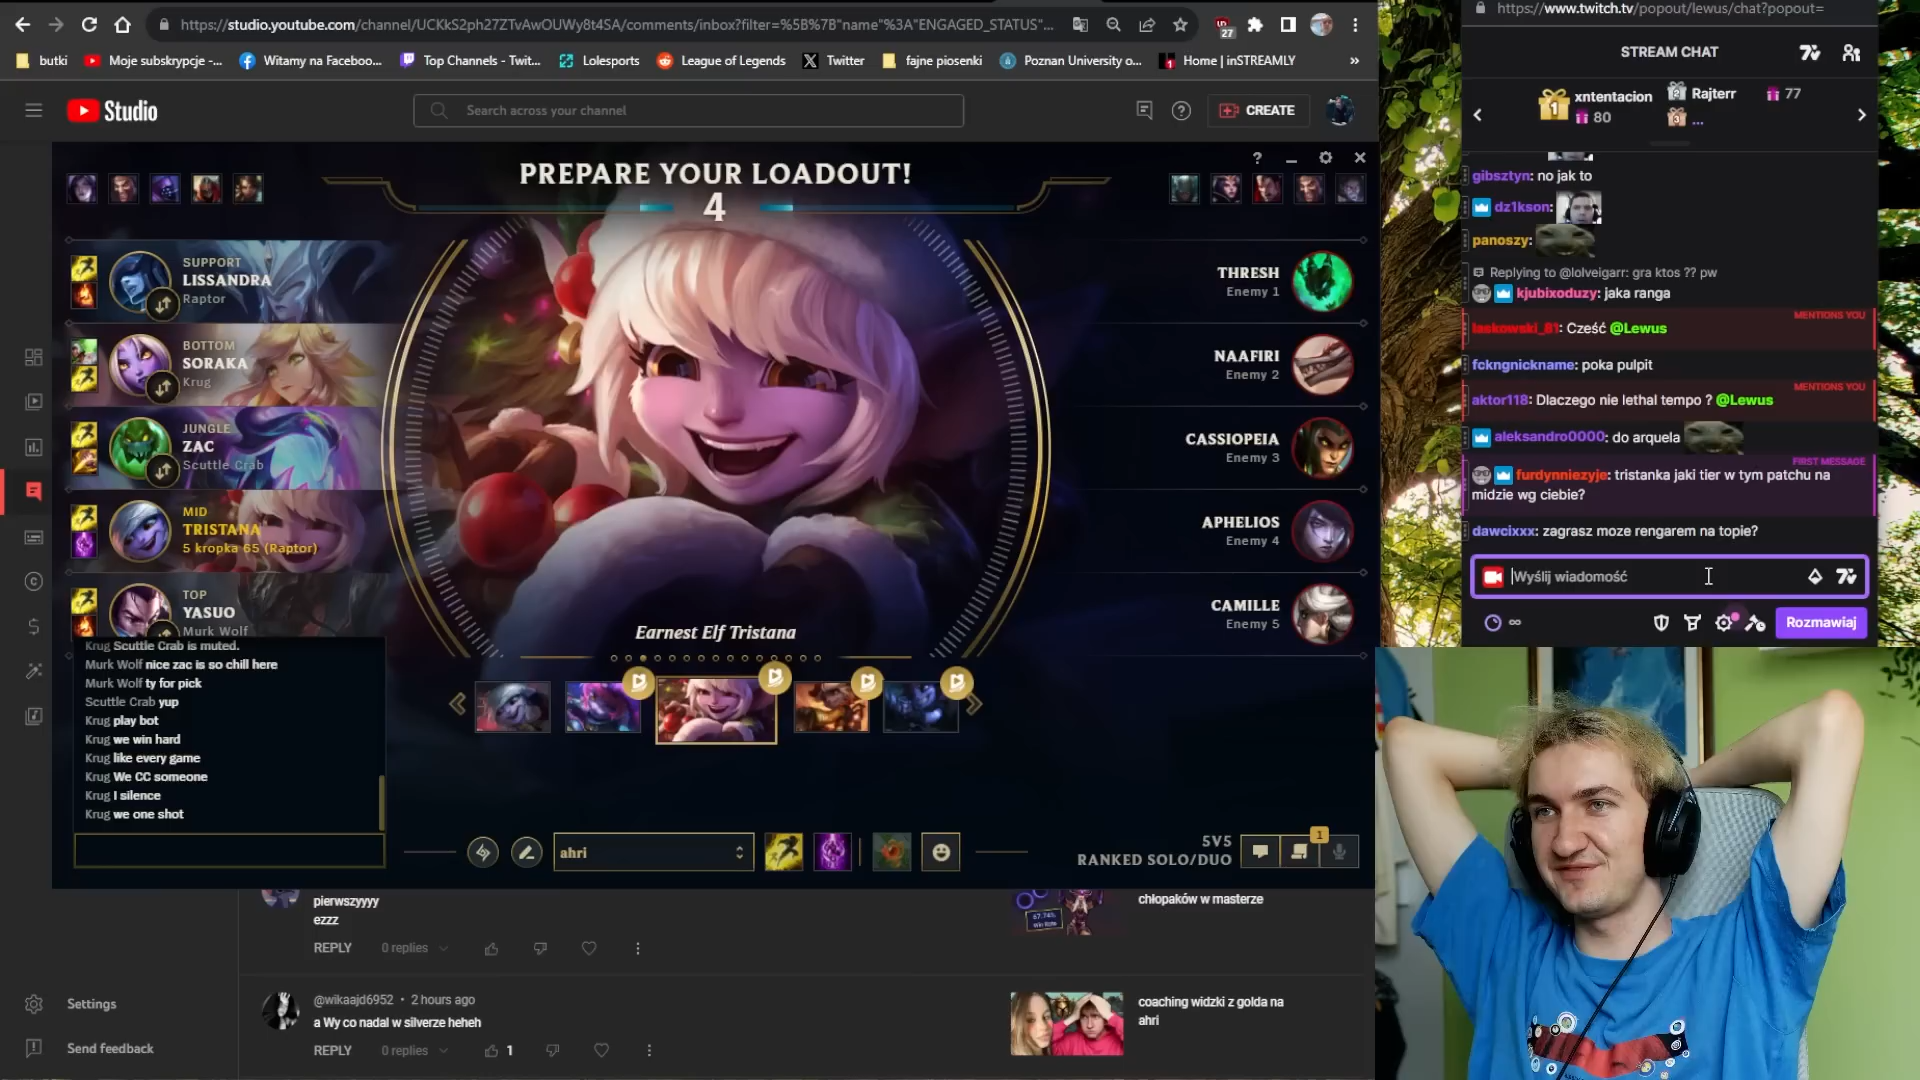 https://studio.youtube.com/channel/UCKkS2ph27ZTvAwOUWy8t4SA/comments/inbox?filter=%5B%7B"name"%3A"ENGAGED_STATUS"...
27
butki
Moje subskrypcje -...
Witamy na Faceboo...
Top Channels - Twit...
Lolesports
League of Legends
Twitter
fajne piosenki
Poznan University o...
Home | inSTREAMLY
»
Studio
Search across your channel
CREATE
PREPARE YOUR LOADOUT!
4
SUPPORT
LISSANDRA
Raptor
BOTTOM
SORAKA
Krug
JUNGLE
ZAC
Scuttle Crab
MID
TRISTANA
5 kropka 65 (Raptor)
TOP
YASUO
Murk Wolf
THRESH
Enemy 1
NAAFIRI
Enemy 2
CASSIOPEIA
Enemy 3
APHELIOS
Enemy 4
CAMILLE
Enemy 5
Earnest Elf Tristana
Krug Scuttle Crab is muted.
Murk Wolf nice zac is so chill here
Murk Wolf ty for pick
Scuttle Crab yup
Krug play bot
Krug we win hard
Krug like every game
Krug We CC someone
Krug I silence
Krug we one shot
ahri
5V5
RANKED SOLO/DUO
1
pierwszyyyy
ezzz
REPLY
0 replies
chłopaków w masterze
@wikaajd6952 • 2 hours ago
a Wy co nadal w silverze heheh
REPLY
0 replies
1
coaching widzki z golda na
ahri
Settings
Send feedback
https://www.twitch.tv/popout/lewus/chat?popout=
STREAM CHAT
1
xntentacion
80
Rajterr
77
...
gibsztyn: no jak to
dz1kson:
panoszy:
Replying to @lolveigarr: gra ktos ?? pw
kjubixoduzy: jaka ranga
MENTIONS YOU
laskowski_81: Cześć @Lewus
fckngnickname: poka pulpit
MENTIONS YOU
aktor118: Dlaczego nie lethal tempo ? @Lewus
aleksandro0000: do arquela
FIRST MESSAGE
furdynniezyje: tristanka jaki tier w tym patchu na
midzie wg ciebie?
dawcixxx: zagrasz moze rengarem na topie?
Wyślij wiadomość
Rozmawiaj